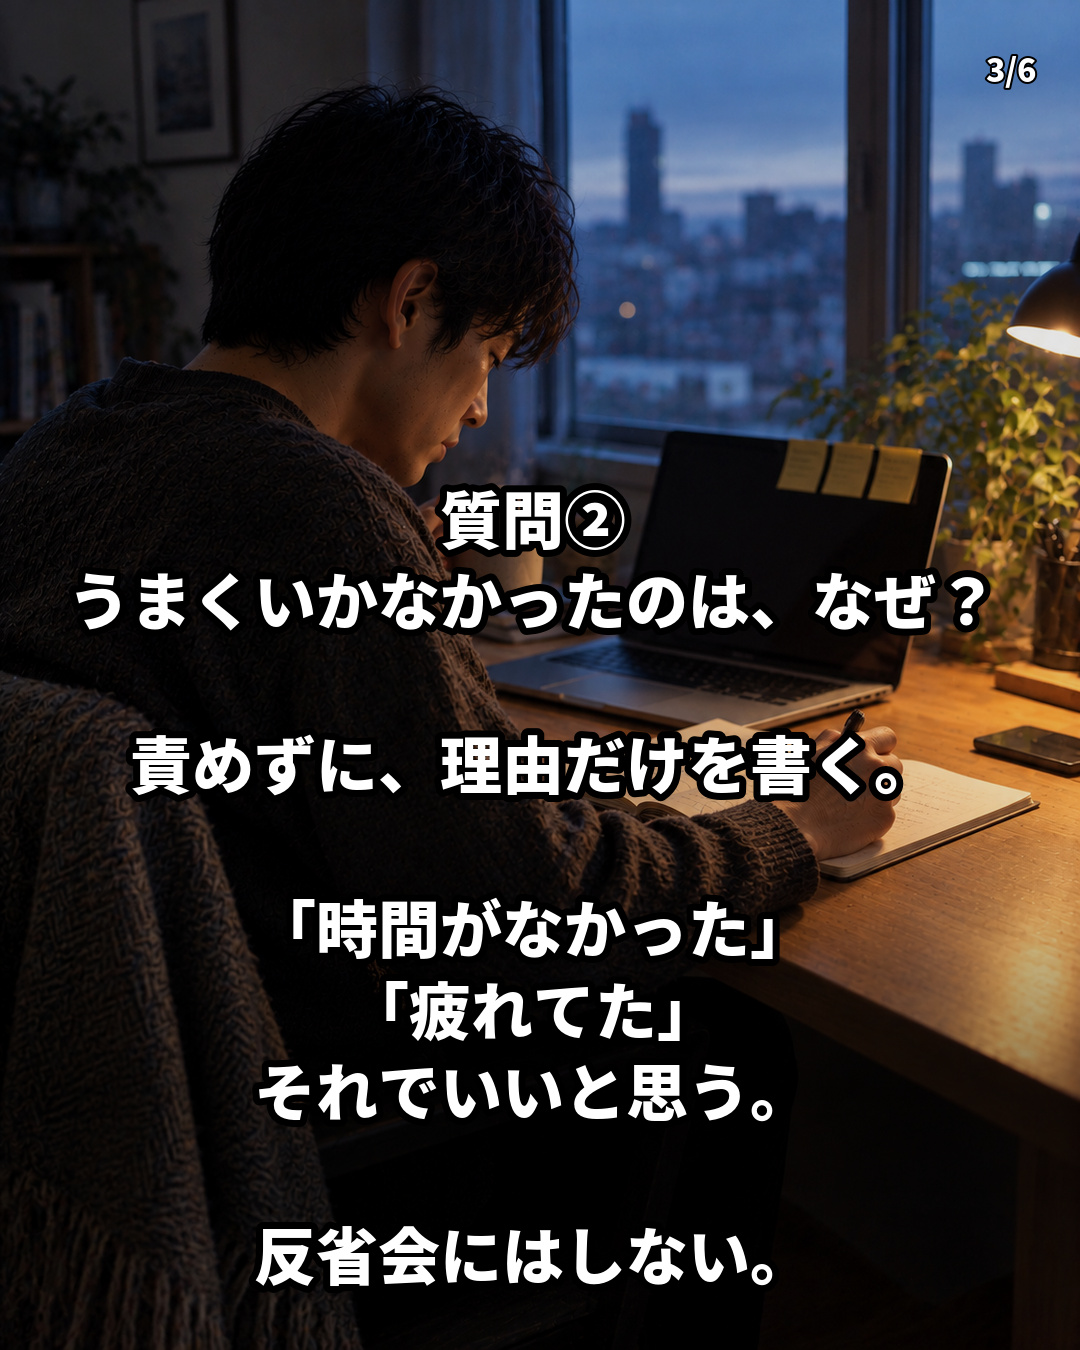 3/6
質問②
うまくいかなかったのは、なぜ？
責めずに、理由だけを書く。
「時間がなかった」
「疲れてた」
それでいいと思う。
反省会にはしない。